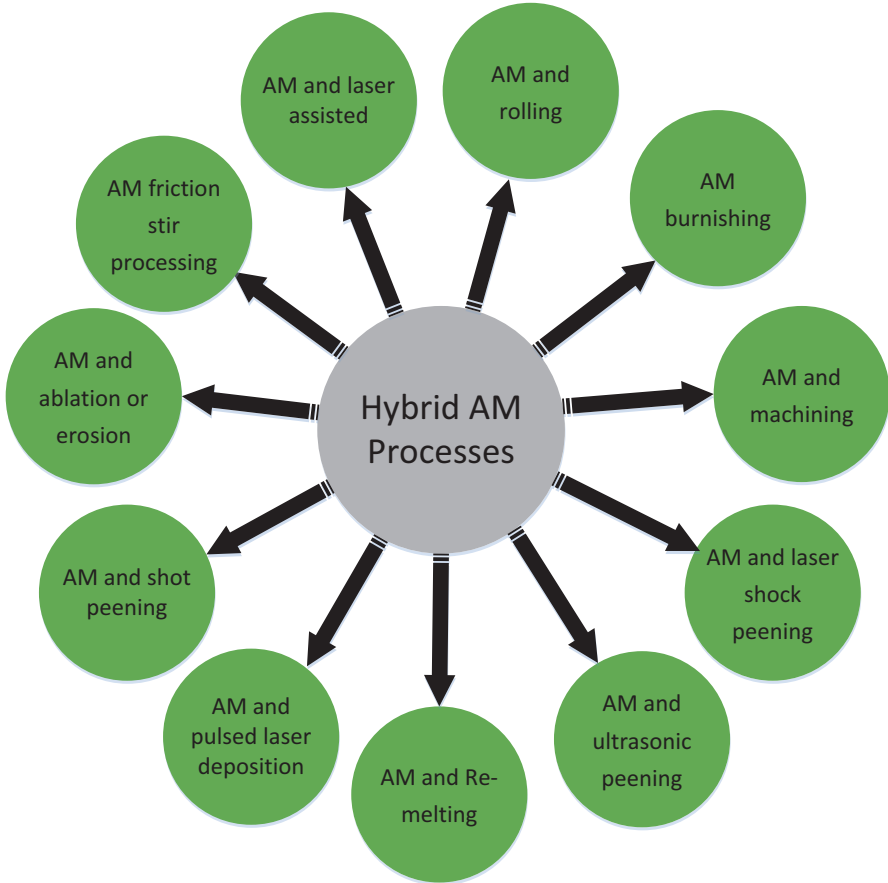 AM and laser
assisted
AM and
rolling
AM
burnishing
AM and
machining
AM and laser
shock
peening
AM and
ultrasonic
peening
AM and Re-
melting
AM and
pulsed laser
deposition
AM and shot
peening
AM and
ablation or
erosion
AM friction
stir
processing
Hybrid AM
Processes